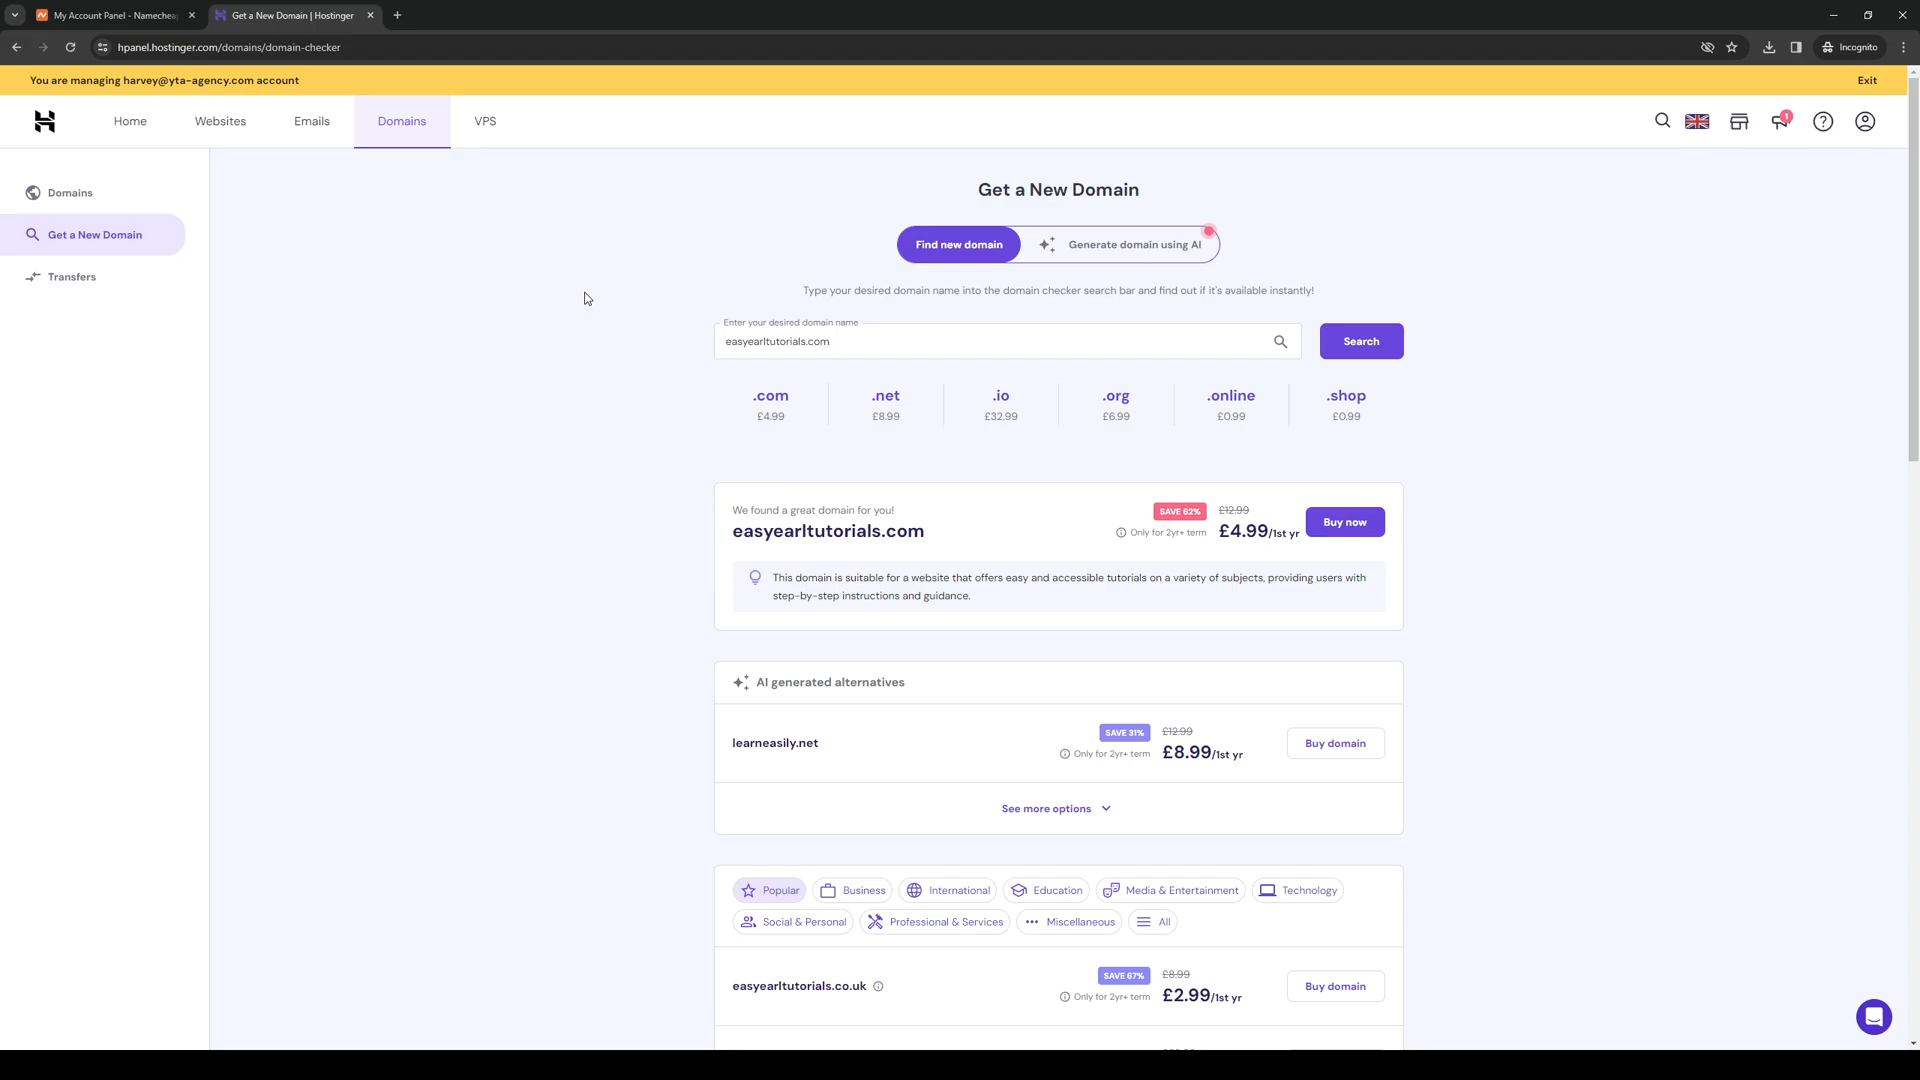 My Account Panel - Namecheap
Get a New Domain | Hostinger
hpanel.hostinger.com/domains/domain-checker
Incognito
You are managing harvey@yta-agency.com account
Exit
Home
Websites
Emails
Domains
VPS
1
Domains
Get a New Domain
Transfers
Get a New Domain
Find new domain
Generate domain using AI
Type your desired domain name into the domain checker search bar and find out if it's available instantly!
Enter your desired domain name
easyearltutorials.com
Search
.com
.net
.io
.org
.online
.shop
£4.99
£8.99
£32.99
£6.99
£0.99
£0.99
We found a great domain for you!
easyearltutorials.com
SAVE 62%
£12.99
Only for 2yr+ term
£4.99/1st yr
Buy now
This domain is suitable for a website that offers easy and accessible tutorials on a variety of subjects, providing users with
step-by-step instructions and guidance.
AI generated alternatives
learneasily.net
SAVE 31%
£12.99
Only for 2yr+ term
£8.99/1st yr
Buy domain
See more options
Popular
Business
International
Education
Media & Entertainment
Technology
Social & Personal
Professional & Services
Miscellaneous
All
easyearltutorials.co.uk
SAVE 67%
£8.99
Only for 2yr+ term
£2.99/1st yr
Buy domain